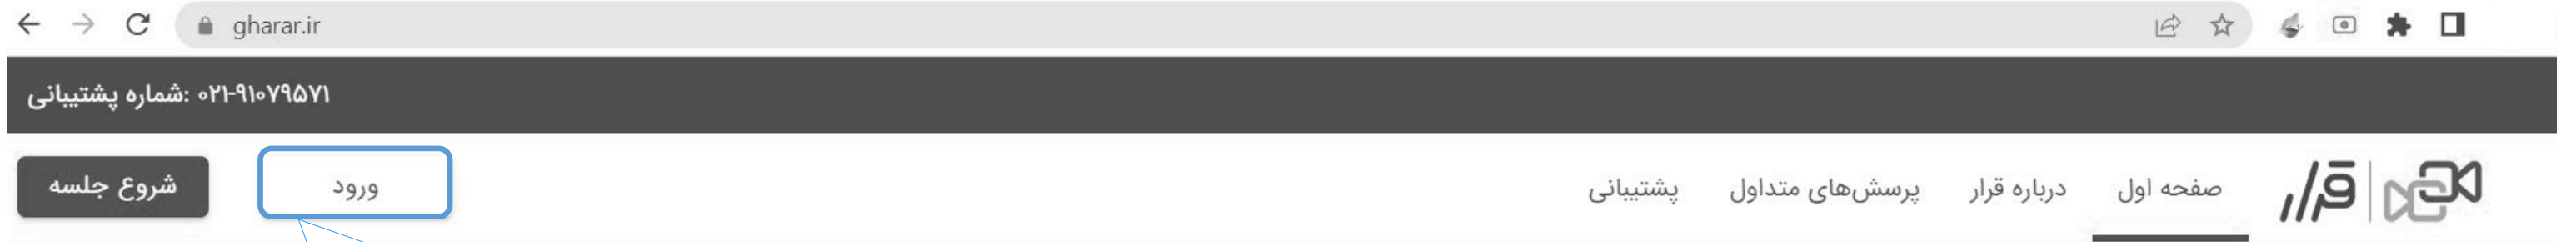 gharar.ir
شماره پشتیبانی: ۰۲۱-۹۱۰۷۹۵۷۱
قرار صفحه اول درباره قرار پرسش‌های متداول پشتیبانی ورود شروع جلسه